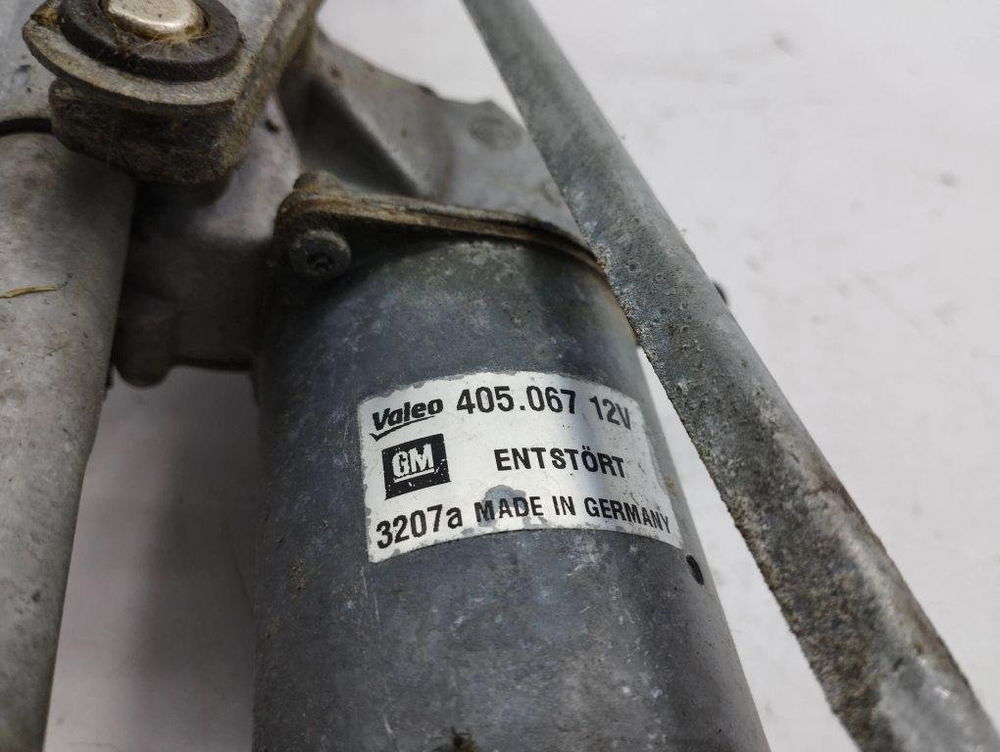 Valeo 405.067 12V
GM ENTSTÖRT
3207a MADE IN GERMANY